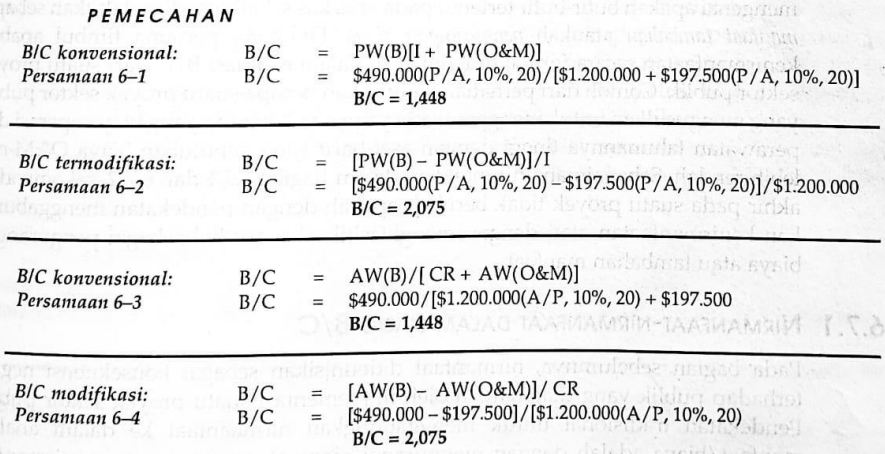 PEMECAHAN
B/C konvensional: B/C = PW(B)[I + PW(O&M)]
Persamaan 6–1 B/C = $490.000(P/A, 10%, 20)/[$1.200.000 + $197.500(P/A, 10%, 20)]
B/C = 1,448
B/C termodifikasi: B/C = [PW(B) – PW(O&M)]/I
Persamaan 6–2 B/C = [$490.000(P/A, 10%, 20) – $197.500(P/A, 10%, 20)]/$1.200.000
B/C = 2,075
B/C konvensional: B/C = AW(B)/[ CR + AW(O&M)]
Persamaan 6–3 B/C = $490.000/[$1.200.000(A/P, 10%, 20) + $197.500
B/C = 1,448
B/C modifikasi: B/C = [AW(B) – AW(O&M)]/ CR
Persamaan 6–4 B/C = [$490.000 – $197.500]/[$1.200.000(A/P, 10%, 20)
B/C = 2,075